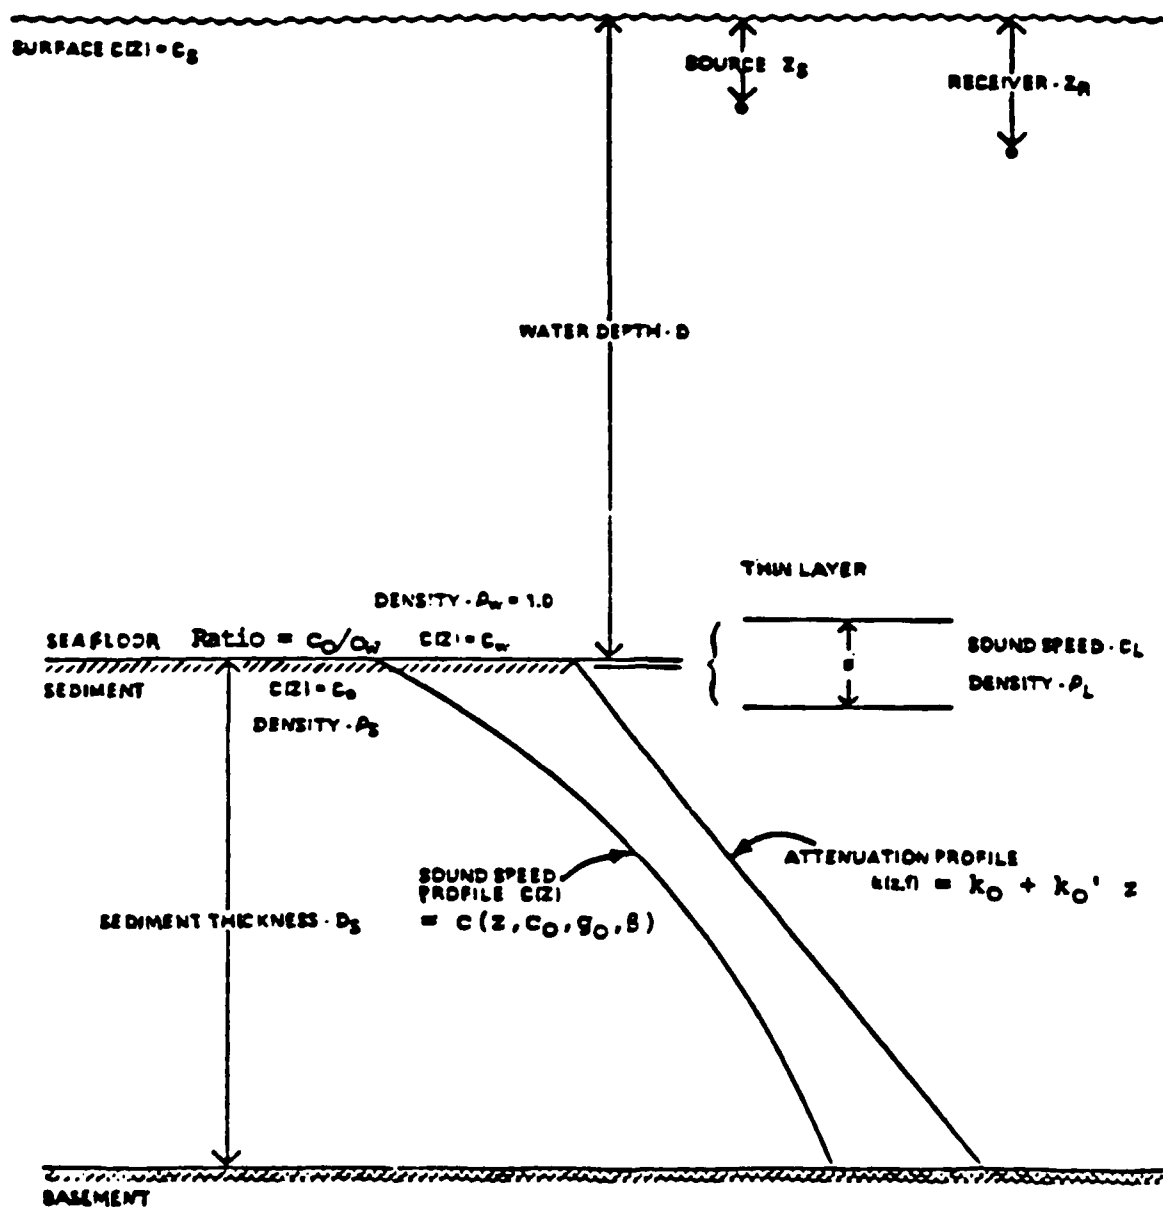 SURFACE C(Z) = C_S
SOURCE Z_S
RECEIVER - Z_R
WATER DEPTH - D
THIN LAYER
DENSITY - ρ_W = 1.0
SEAFLOOR Ratio = c_O/c_W C(Z) = C_W
SOUND SPEED - C_L
SEDIMENT C(Z) = C_O
DENSITY - ρ_L
DENSITY - ρ_S
ATTENUATION PROFILE
k(z,f) = k_O + k_O' z
SOUND SPEED
PROFILE C(Z)
= c(z, c_O, g_O, β)
SEDIMENT THICKNESS - D_S
BASEMENT